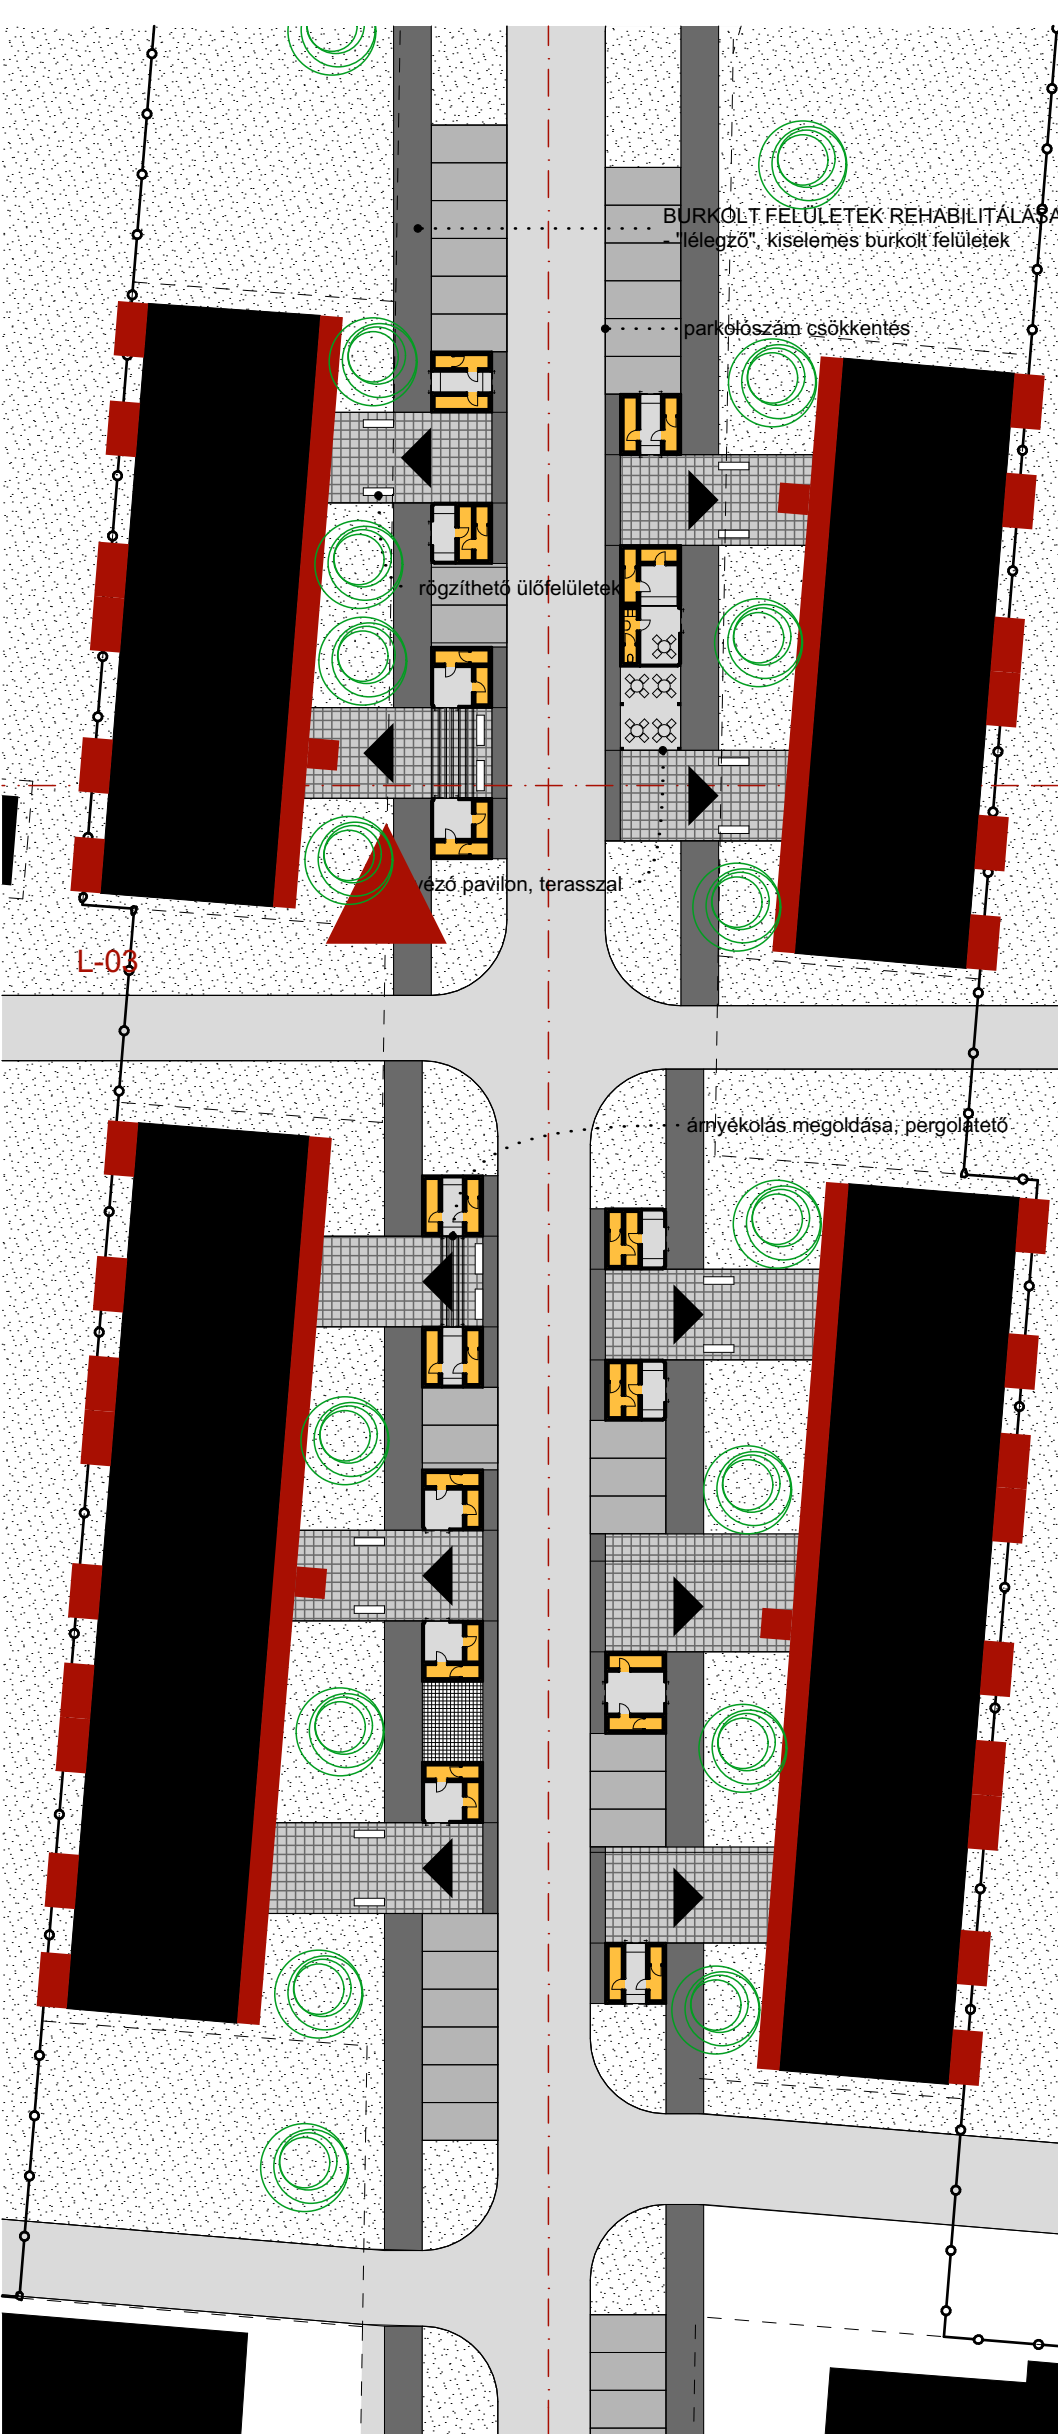 BURKOLT FELÜLETEK REHABILITÁLÁSA
- "lélegző", kiselemes burkolt felületek
parkolószám csökkentés
rögzíthető ülőfelületek
pavilon, terasszal
L-03
árnyékolás megoldása, pergolatető